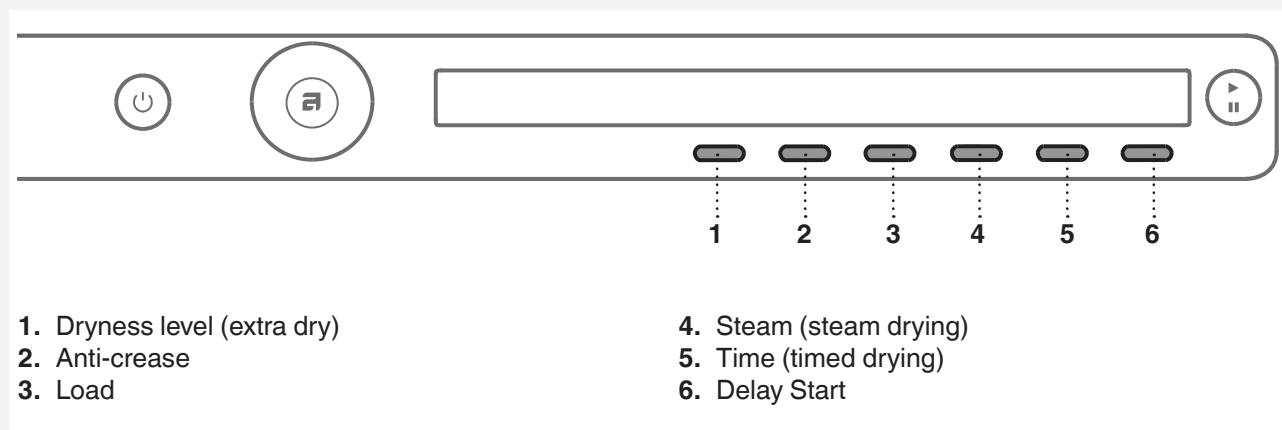 1 2 3 4 5 6
1. Dryness level (extra dry)
2. Anti-crease
3. Load
4. Steam (steam drying)
5. Time (timed drying)
6. Delay Start